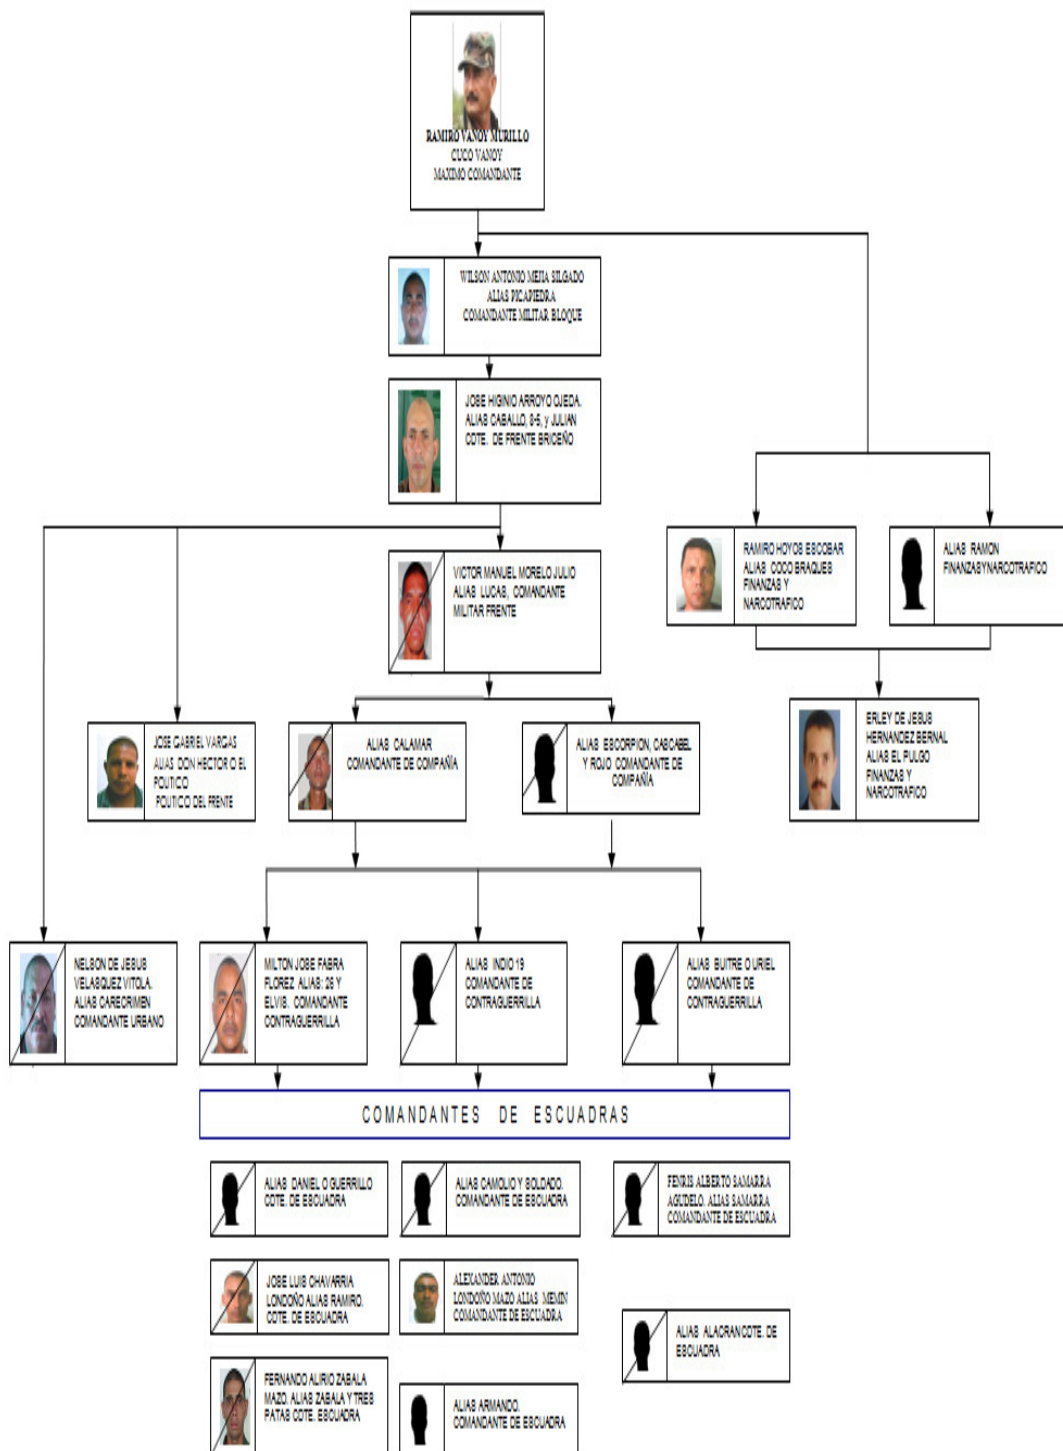 RAMIRO VANOY MURILLO
CUCO VANOY
MAXIMO COMANDANTE
WILSON ANTONIO MEJIA SILGADO
ALIAS PICAPIEDRA
COMANDANTE MILITAR BLOQUE
JOSE HIGINIO ARROYO OJEDA.
ALIAS CABALLO, 8-5, y JULIAN
CDTE. DE FRENTE BRICEÑO
VICTOR MANUEL MORELO JULIO
ALIAS LUCAS, COMANDANTE
MILITAR FRENTE
RAMIRO HOYOS ESCOBAR
ALIAS COCO BRAQUES
FINANZAS Y
NARCOTRAFICO
ALIAS RAMON
FINANZASYNARCOTRAFICO
JOSE GABRIEL VARGAS
ALIAS DON HECTOR O EL
POLITICO
POLITICO DEL FRENTE
ALIAS CALAMAR
COMANDANTE DE COMPAÑÍA
ALIAS ESCORPION, CASCABEL
Y ROJO COMANDANTE DE
COMPAÑÍA
ERLEY DE JESUS
HERNANDEZ BERNAL
ALIAS EL PULGO
FINANZAS Y
NARCOTRAFICO
NELSON DE JESUS
VELASQUEZ VITOLA.
ALIAS CARECRIMEN
COMANDANTE URBANO
MILTON JOSE FABRA
FLOREZ ALIAS: 28 Y
ELVIS. COMANDANTE
CONTRAGUERRILLA
ALIAS INDIO 19
COMANDANTE DE
CONTRAGUERRILLA
ALIAS BUITRE O URIEL
COMANDANTE DE
CONTRAGUERRILLA
COMANDANTES DE ESCUADRAS
ALIAS DANIEL O GUERRILLO
CDTE. DE ESCUADRA
ALIAS CAMOLIO Y SOLDADO.
COMANDANTE DE ESCUADRA
FENRIS ALBERTO SAMARRA
AGUDELO. ALIAS SAMARRA
COMANDANTE DE ESCUADRA
JOSE LUIS CHAVARRIA
LONDOÑO ALIAS RAMIRO.
CDTE. DE ESCUADRA
ALEXANDER ANTONIO
LONDOÑO MAZO ALIAS MEMIN
COMANDANTE DE ESCUADRA
ALIAS ALACRAN CDTE. DE
ESCUADRA
FERNANDO ALIRIO ZABALA
MAZO. ALIAS ZABALA Y TRES
PATAS CDTE. ESCUADRA
ALIAS ARMANDO.
COMANDANTE DE ESCUADRA